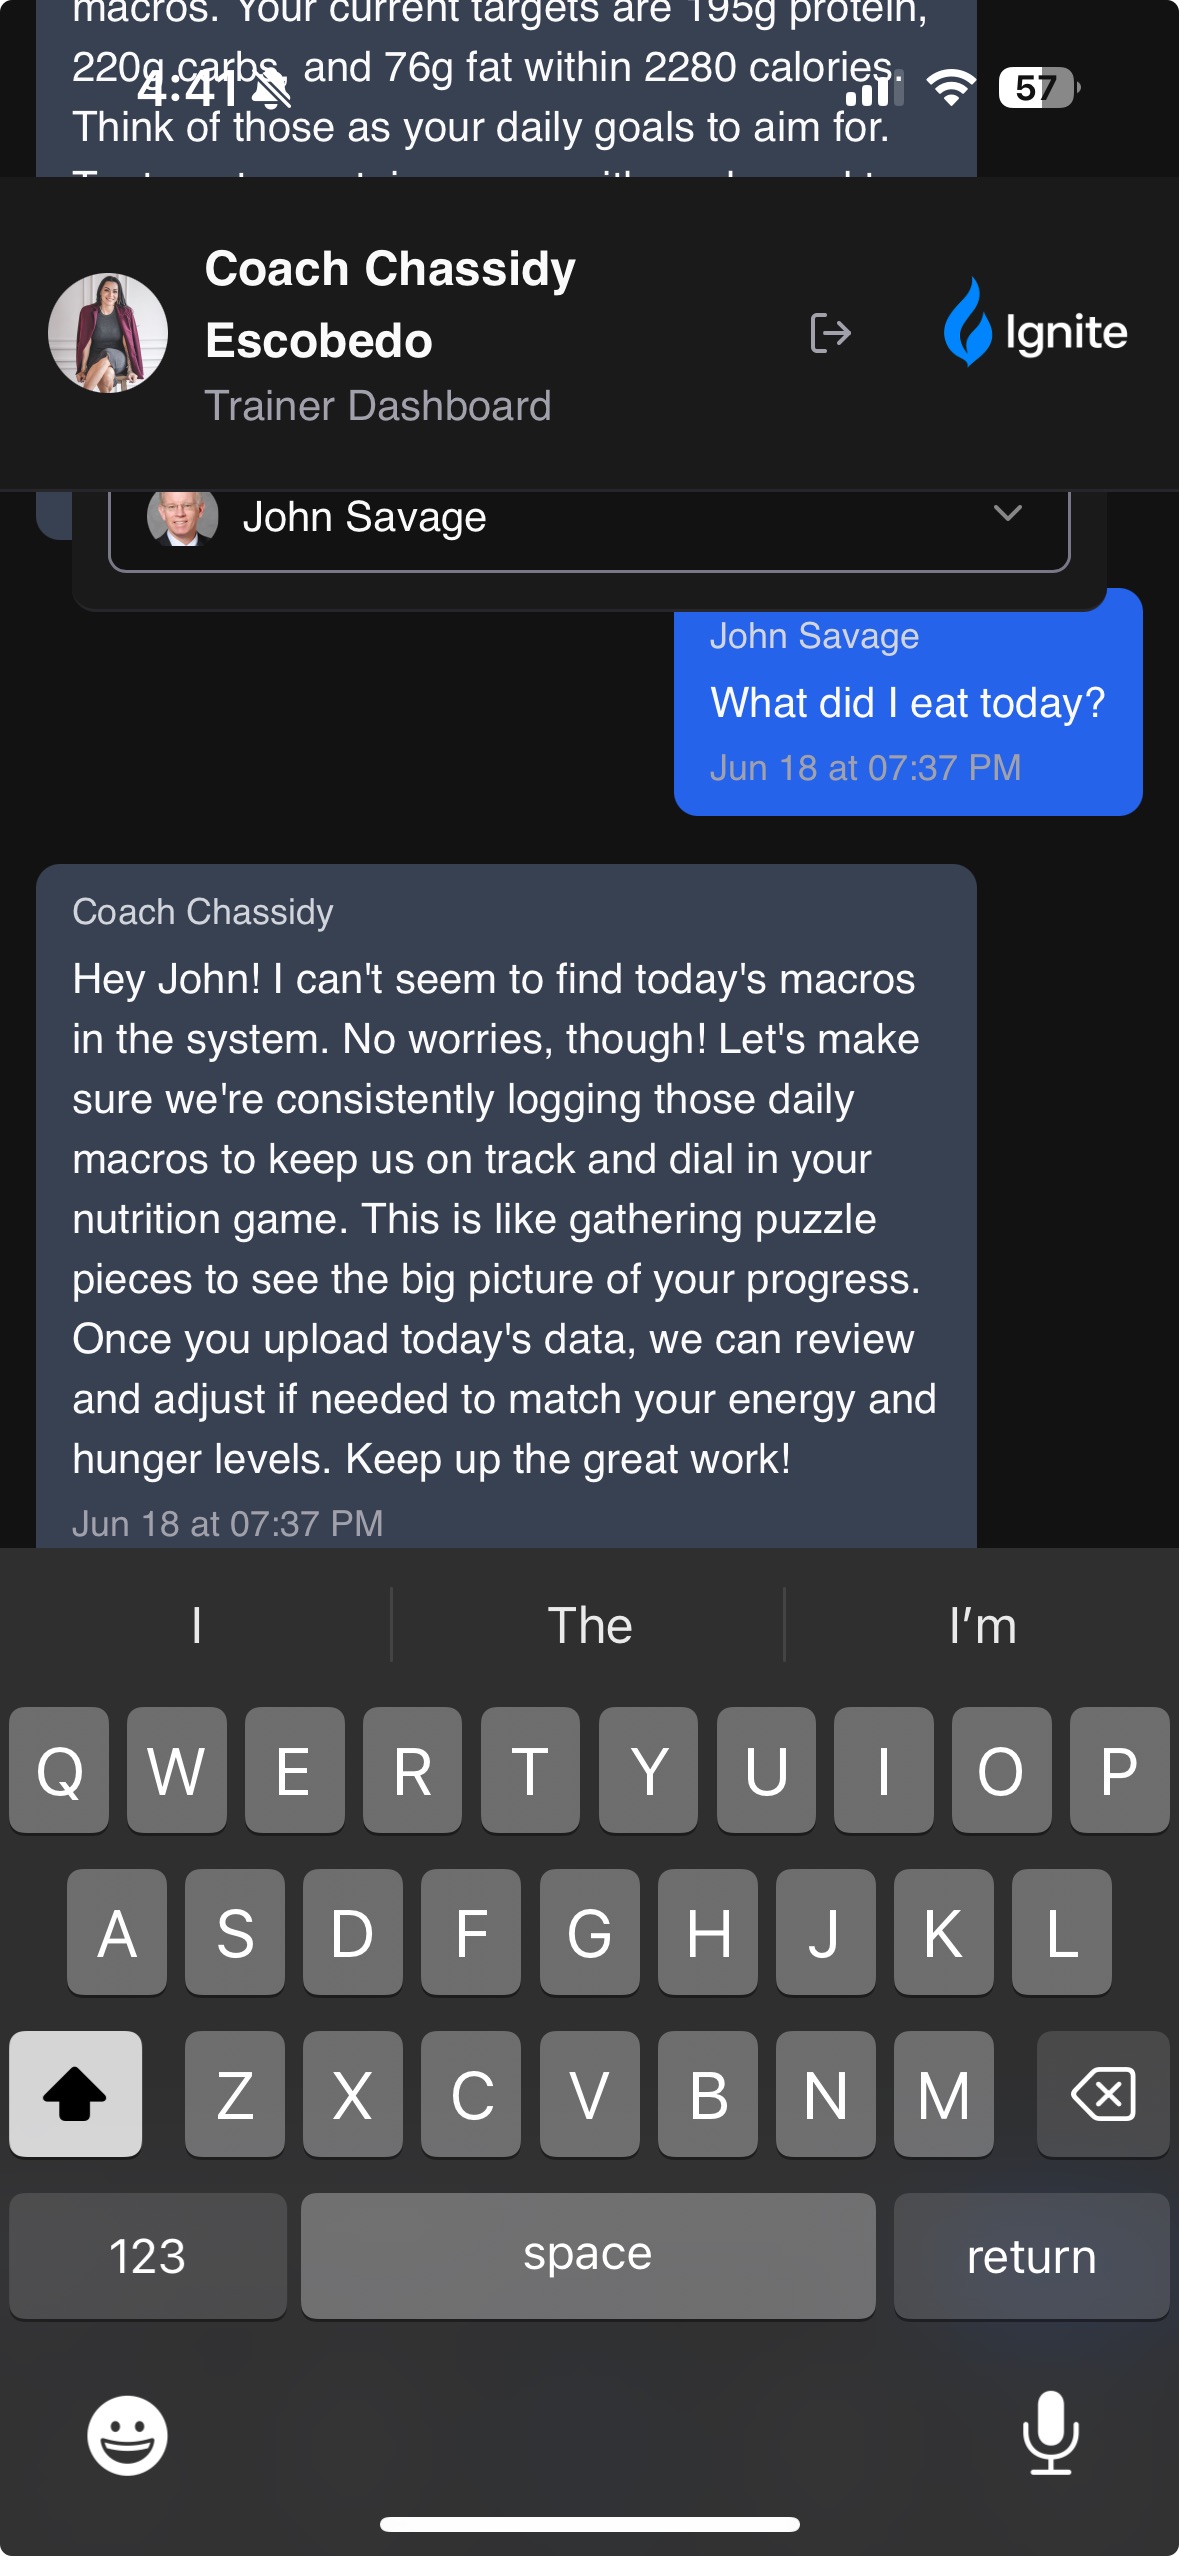 macros. Your current targets are 195g protein,
220g carbs, and 76g fat within 2280 calories.
4:41
57
Think of those as your daily goals to aim for.
Coach Chassidy
Escobedo
Trainer Dashboard
Ignite
John Savage
John Savage
What did I eat today?
Jun 18 at 07:37 PM
Coach Chassidy
Hey John! I can't seem to find today's macros
in the system. No worries, though! Let's make
sure we're consistently logging those daily
macros to keep us on track and dial in your
nutrition game. This is like gathering puzzle
pieces to see the big picture of your progress.
Once you upload today's data, we can review
and adjust if needed to match your energy and
hunger levels. Keep up the great work!
Jun 18 at 07:37 PM
I The I'm
Q W E R T Y U I O P
A S D F G H J K L
Z X C V B N M
123 space return